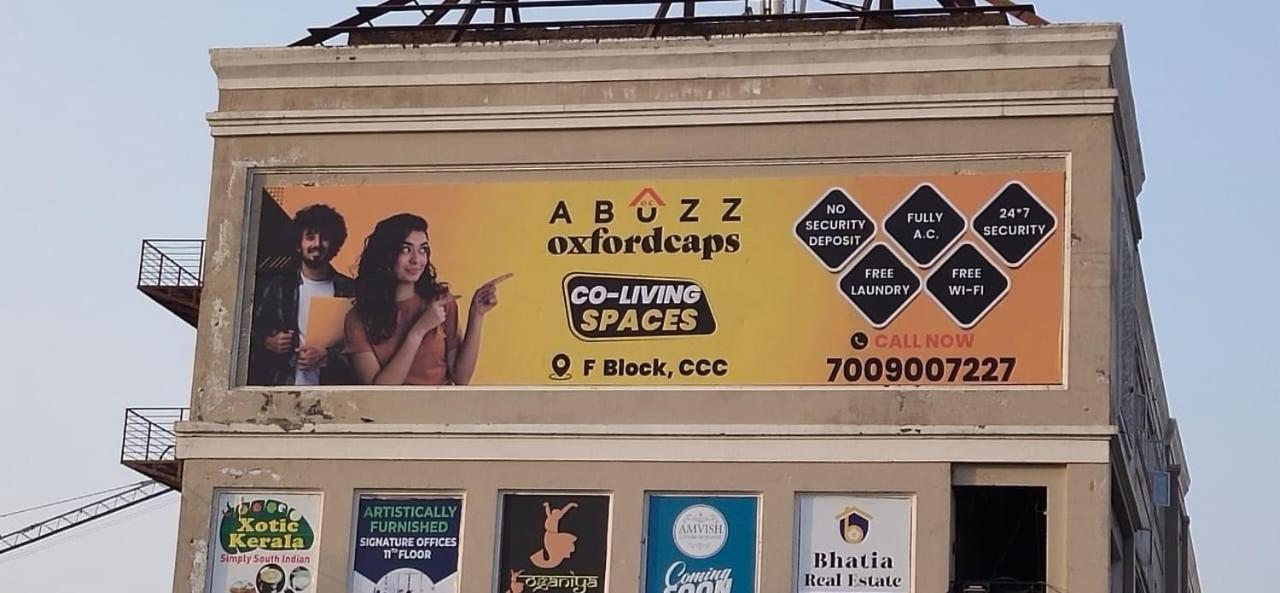 ABUZZ
oxfordcaps
CO-LIVING
SPACES
F Block, CCC
NO
SECURITY
DEPOSIT
FULLY
A.C.
24*7
SECURITY
FREE
LAUNDRY
FREE
WI-FI
CALL NOW
7009007227
Xotic
Kerala
Simply South Indian
ARTISTICALLY
FURNISHED
SIGNATURE OFFICES
11TH FLOOR
Yoganiya
AMVISH
Coming
SOON
Bhatia
Real Estate